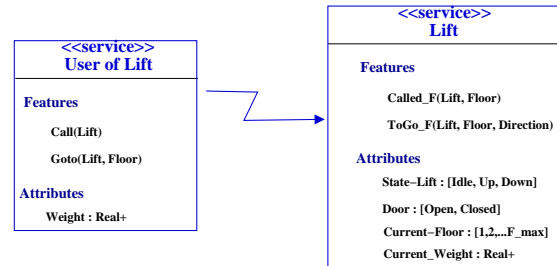 <<service>>
User of Lift
Features
Call(Lift)
Goto(Lift, Floor)
Attributes
Weight : Real+
<<service>>
Lift
Features
Called_F(Lift, Floor)
ToGo_F(Lift, Floor, Direction)
Attributes
State−Lift : [Idle, Up, Down]
Door : [Open, Closed]
Current−Floor : [1,2,...F_max]
Current_Weight : Real+